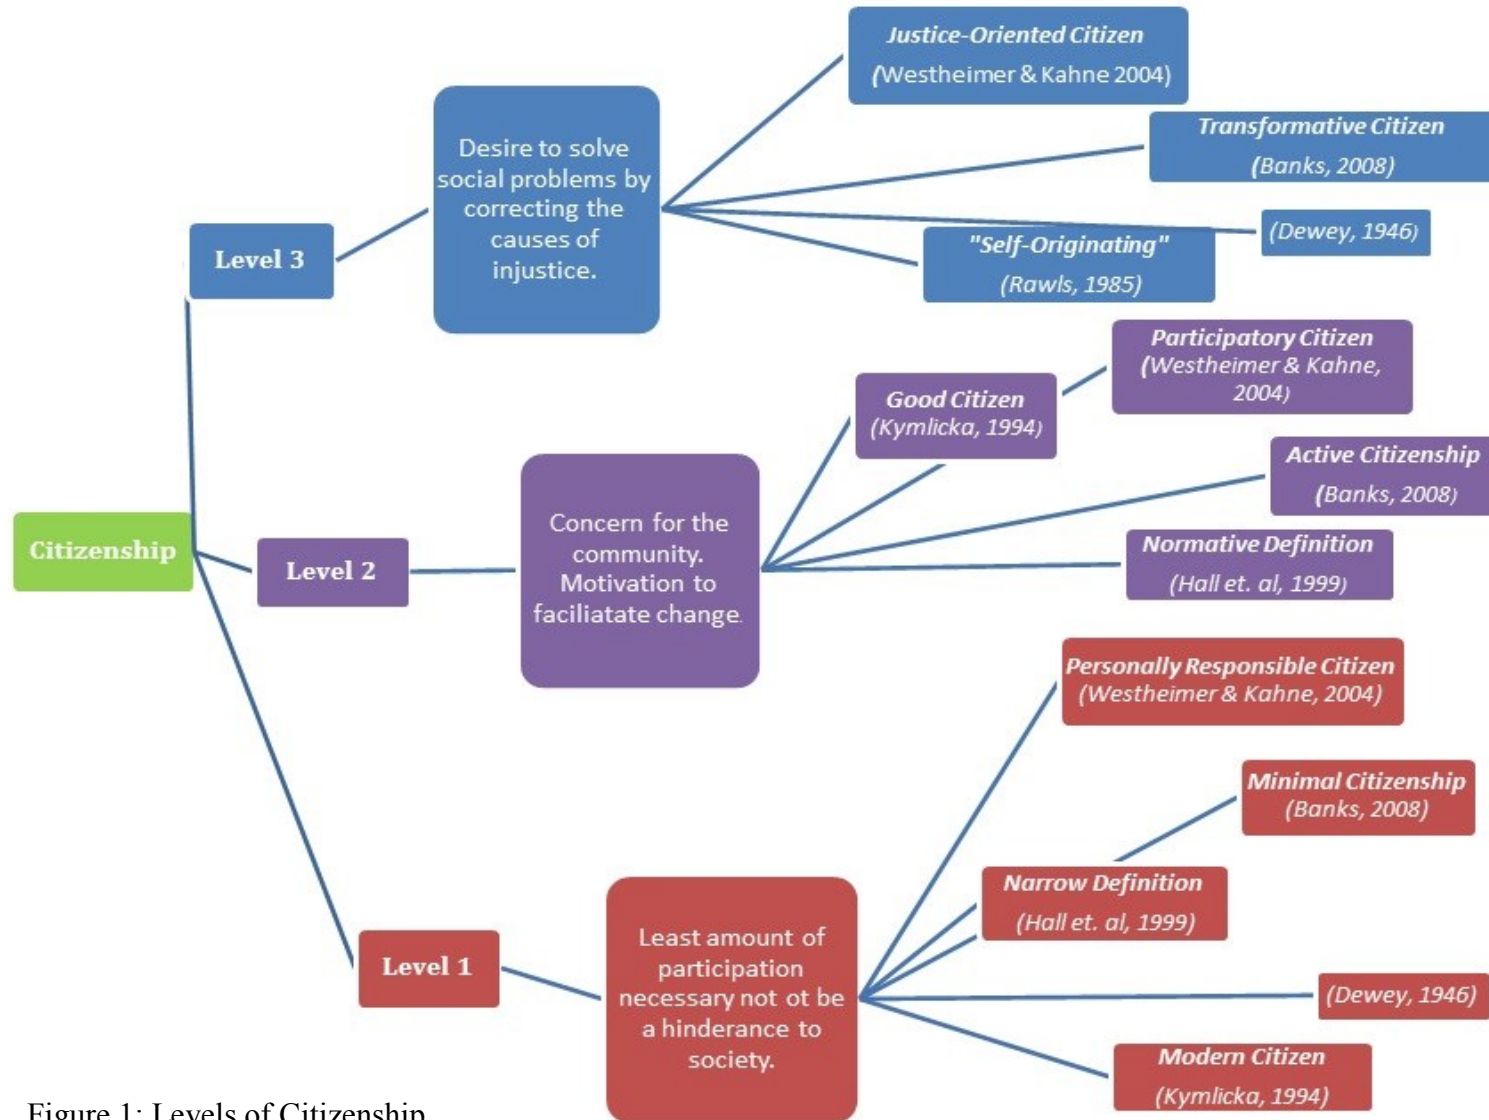 Citizenship
Level 3
Desire to solve
social problems by
correcting the
causes of
injustice.
Justice-Oriented Citizen
(Westheimer & Kahne 2004)
Transformative Citizen
(Banks, 2008)
(Dewey, 1946)
"Self-Originating"
(Rawls, 1985)
Level 2
Concern for the
community.
Motivation to
faciliatate change.
Good Citizen
(Kymlicka, 1994)
Participatory Citizen
(Westheimer & Kahne,
2004)
Active Citizenship
(Banks, 2008)
Normative Definition
(Hall et. al, 1999)
Level 1
Least amount of
participation
necessary not ot be
a hinderance to
society.
Personally Responsible Citizen
(Westheimer & Kahne, 2004)
Minimal Citizenship
(Banks, 2008)
Narrow Definition
(Hall et. al, 1999)
(Dewey, 1946)
Modern Citizen
(Kymlicka, 1994)
Figure 1: Levels of Citizenship